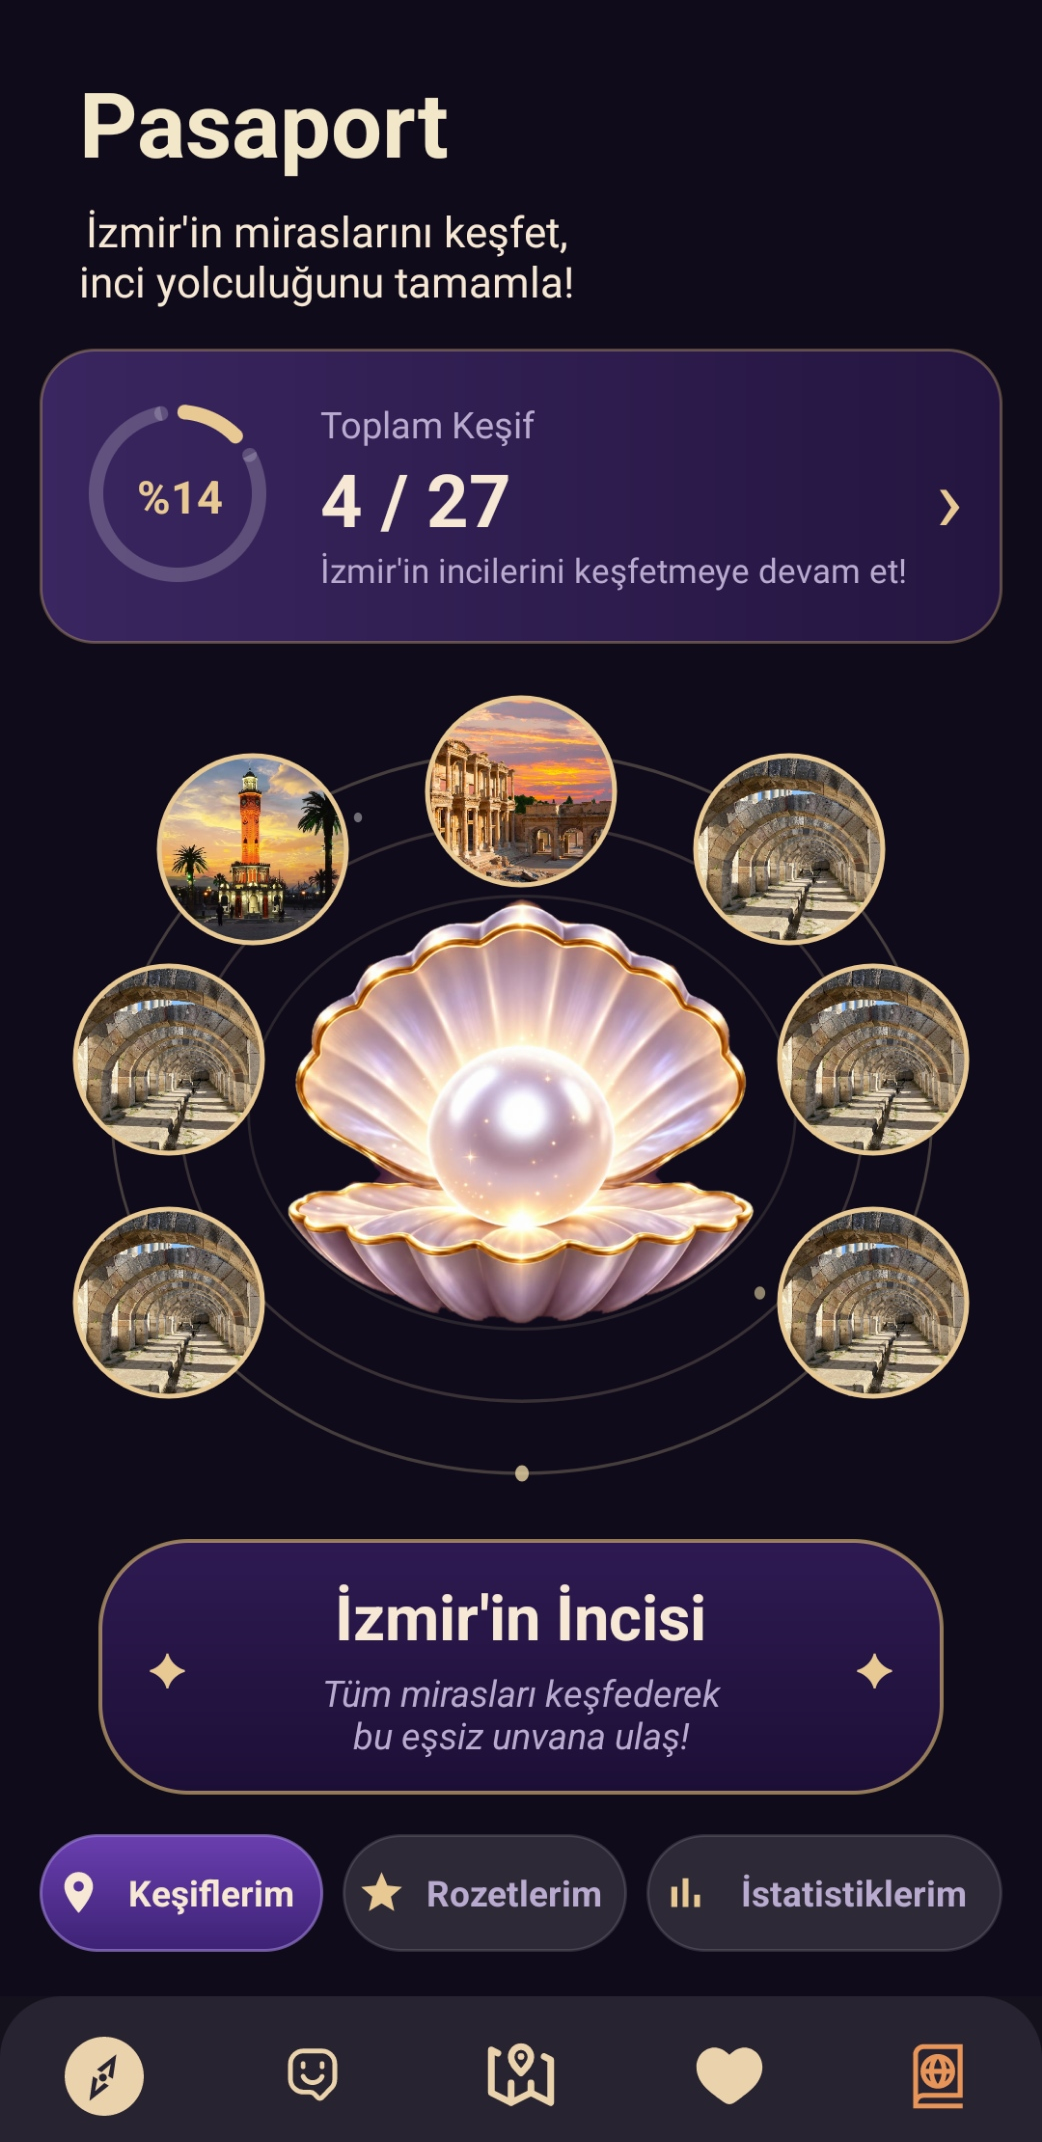 Pasaport
İzmir'in miraslarını keşfet,
inci yolculuğunu tamamla!
%14
Toplam Keşif
4 / 27
İzmir'in incilerini keşfetmeye devam et!
İzmir'in İncisi
Tüm mirasları keşfederek
bu eşsiz unvana ulaş!
Keşiflerim
Rozetlerim
İstatistiklerim